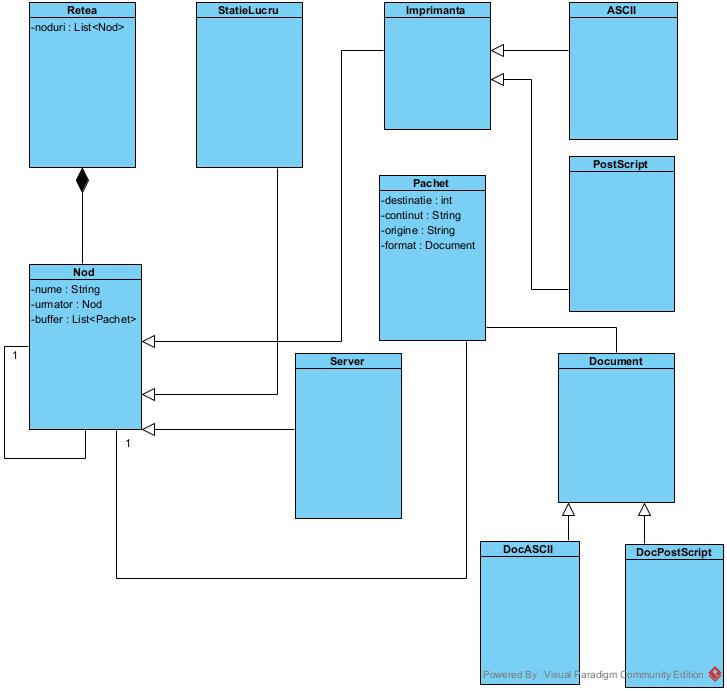 Retea
-noduri : List<Nod>
StatieLucru
Imprimanta
ASCII
PostScript
Pachet
-destinatie : int
-continut : String
-origine : String
-format : Document
Nod
-nume : String
-urmator : Nod
-buffer : List<Pachet>
1
1
Server
Document
DocASCII
DocPostScript
Powered By Visual Paradigm Community Edition